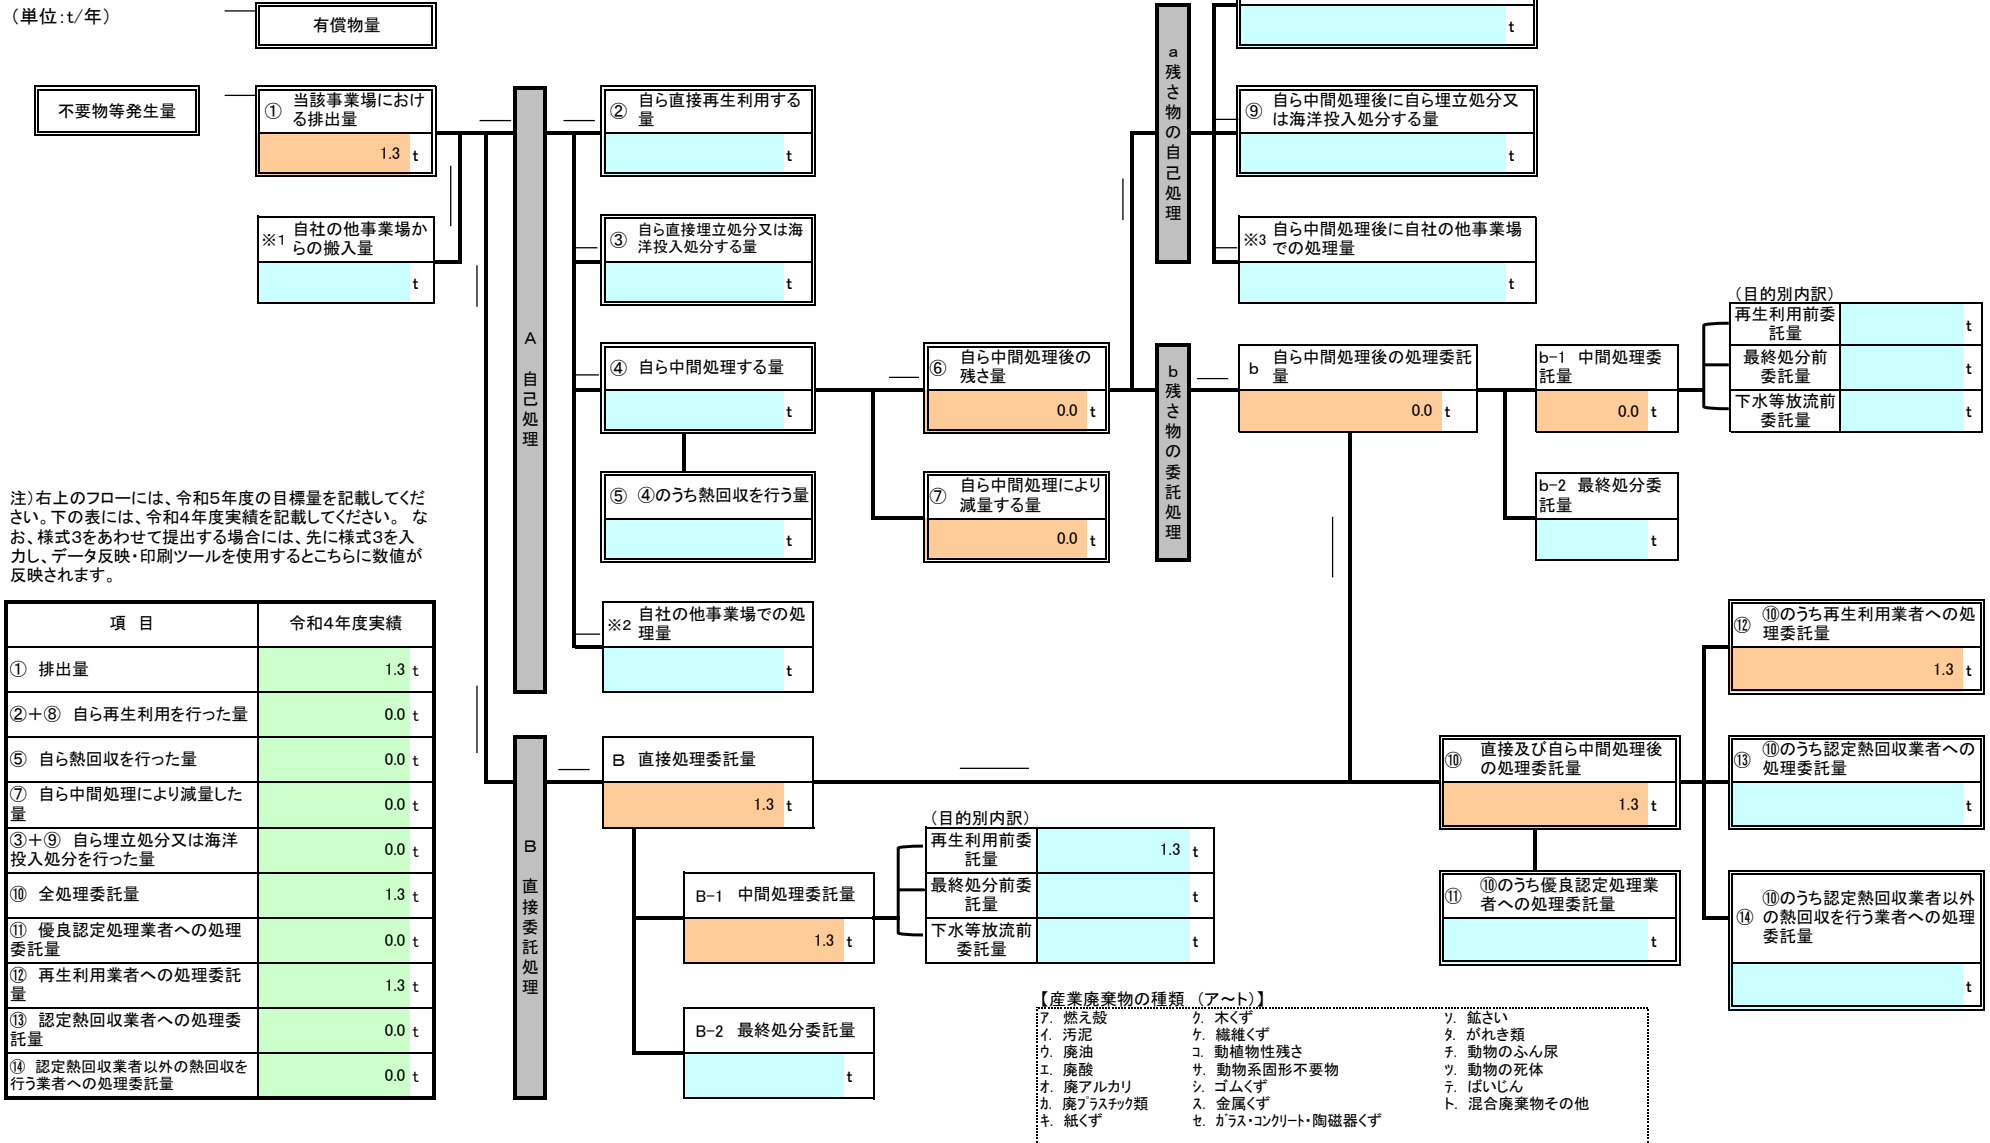 （単位：t/年）
有償物量
t
不要物等発生量
① 当該事業場におけ
る排出量
1.3 t
※1 自社の他事業場か
らの搬入量
t
A 自己処理
② 自ら直接再生利用する
量
t
③ 自ら直接埋立処分又は海
洋投入処分する量
t
④ 自ら中間処理する量
t
⑤ ④のうち熱回収を行う量
t
※2 自社の他事業場での処
理量
t
⑥ 自ら中間処理後の
残さ量
0.0 t
⑦ 自ら中間処理により
減量する量
0.0 t
a 残さ物の自己処理
⑨ 自ら中間処理後に自ら埋立処分又
は海洋投入処分する量
t
※3 自ら中間処理後に自社の他事業場
での処理量
t
b 残さ物の委託処理
b 自ら中間処理後の処理委託
量
0.0 t
b-1 中間処理委
託量
0.0 t
b-2 最終処分委
託量
t
（目的別内訳）
再生利用前委
託量
t
最終処分前
委託量
t
下水等放流前
委託量
t
注）右上のフローには、令和5年度の目標量を記載してくだ
さい。下の表には、令和4年度実績を記載してください。 な
お、様式3をあわせて提出する場合には、先に様式3を入
力し、データ反映・印刷ツールを使用するとこちらに数値が
反映されます。
項 目 令和4年度実績
① 排出量 1.3 t
②＋⑧ 自ら再生利用を行った量 0.0 t
⑤ 自ら熱回収を行った量 0.0 t
⑦ 自ら中間処理により減量した
量 0.0 t
③＋⑨ 自ら埋立処分又は海洋
投入処分を行った量 0.0 t
⑩ 全処理委託量 1.3 t
⑪ 優良認定処理業者への処理
委託量 0.0 t
⑫ 再生利用業者への処理委託
量 1.3 t
⑬ 認定熱回収業者への処理委
託量 0.0 t
⑭ 認定熱回収業者以外の熱回収を
行う業者への処理委託量 0.0 t
B 直接委託処理
B 直接処理委託量
1.3 t
B-1 中間処理委託量
1.3 t
B-2 最終処分委託量
t
（目的別内訳）
再生利用前委
託量
1.3 t
最終処分前委
託量
t
下水等放流前
委託量
t
⑩ 直接及び自ら中間処理後
の処理委託量
1.3 t
⑪ ⑩のうち優良認定処理業
者への処理委託量
t
⑫ ⑩のうち再生利用業者への処
理委託量
1.3 t
⑬ ⑩のうち認定熱回収業者への
処理委託量
t
⑭ ⑩のうち認定熱回収業者以外
の熱回収を行う業者への処理
委託量
t
【産業廃棄物の種類 （ア～ト）】
ア. 燃え殻 ク. 木くず ソ. 鉱さい
イ. 汚泥 ケ. 繊維くず タ. がれき類
ウ. 廃油 コ. 動植物性残さ チ. 動物のふん尿
エ. 廃酸 サ. 動物系固形不要物 ツ. 動物の死体
オ. 廃アルカリ シ. ゴムくず テ. ばいじん
カ. 廃プラスチック類 ス. 金属くず ト. 混合廃棄物その他
キ. 紙くず セ. ガラス・コンクリート・陶磁器くず